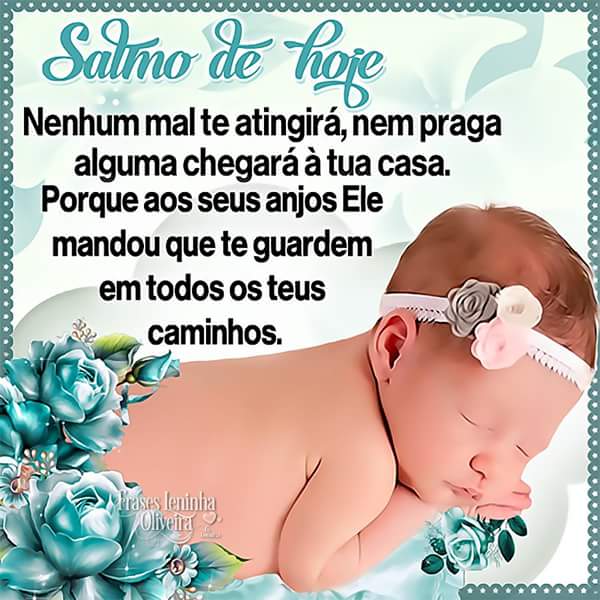 Salmo de hoje
Nenhum mal te atingirá, nem praga
alguma chegará à tua casa.
Porque aos seus anjos Ele
mandou que te guardem
em todos os teus
caminhos.
Frases Ieninha
Oliveira